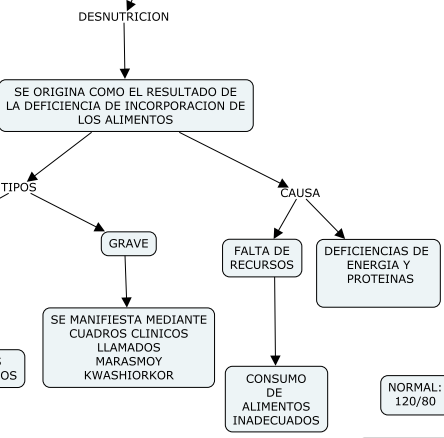 DESNUTRICION
SE ORIGINA COMO EL RESULTADO DE
LA DEFICIENCIA DE INCORPORACION DE
LOS ALIMENTOS
TIPOS
CAUSA
GRAVE
FALTA DE
RECURSOS
DEFICIENCIAS DE
ENERGIA Y
PROTEINAS
SE MANIFIESTA MEDIANTE
CUADROS CLINICOS
LLAMADOS
MARASMOY
KWASHIORKOR
CONSUMO
DE
ALIMENTOS
INADECUADOS
NORMAL:
120/80